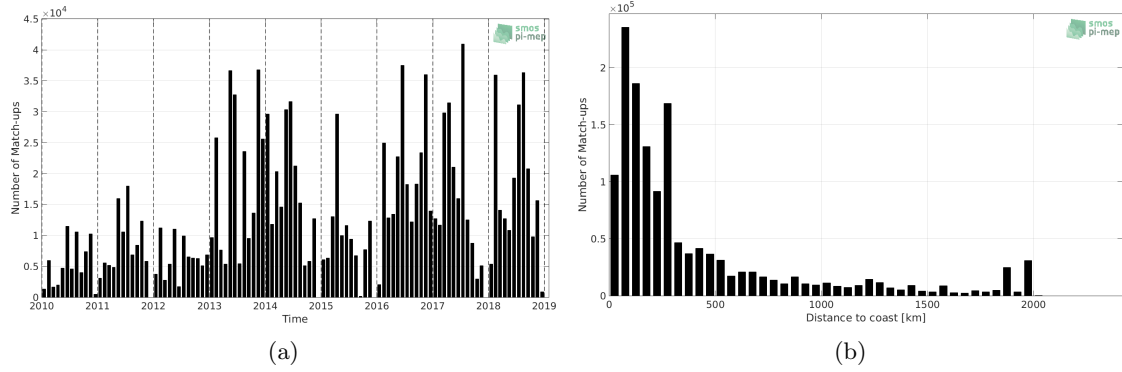 ×10⁴
4.5
4
3.5
3
2.5
2
1.5
1
0.5
0
Number of Match-ups
2010 2011 2012 2013 2014 2015 2016 2017 2018 2019
Time
smos
pi-mep
(a)
×10⁵
2
1.5
1
0.5
0
Number of Match-ups
0 500 1000 1500 2000
Distance to coast [km]
smos
pi-mep
(b)